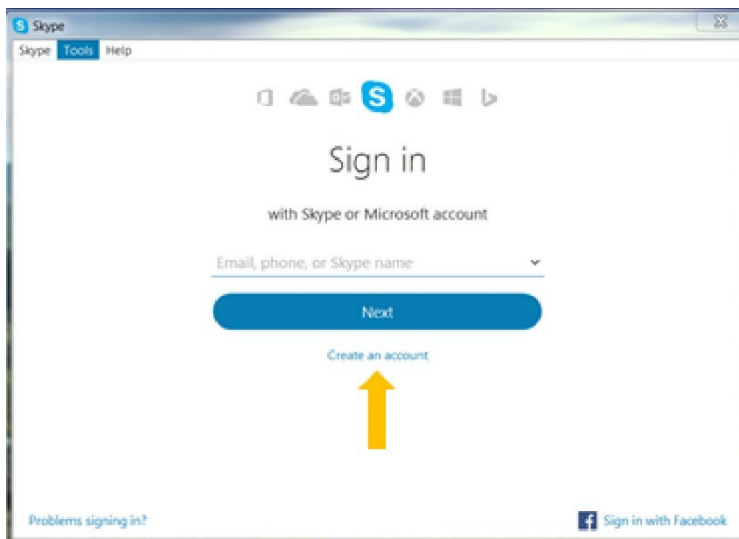 Skype
Skype Tools Help
Sign in
with Skype or Microsoft account
Email, phone, or Skype name
Next
Create an account
Problems signing in?
Sign in with Facebook